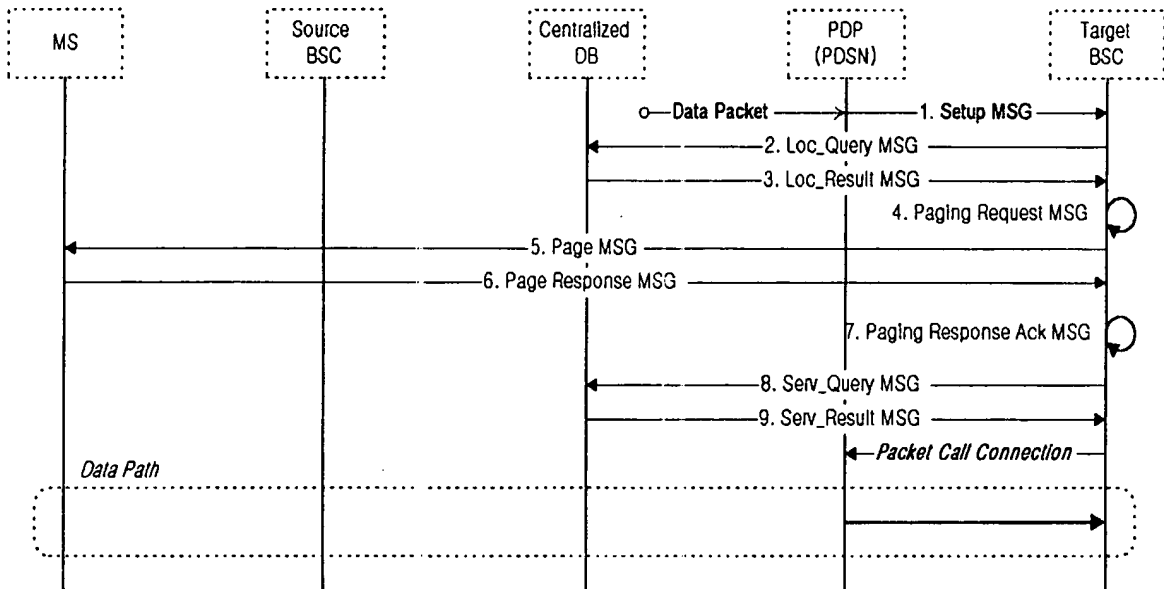 MS
Source
BSC
Centralized
DB
PDP
(PDSN)
Target
BSC
Data Packet
1. Setup MSG
2. Loc_Query MSG
3. Loc_Result MSG
4. Paging Request MSG
5. Page MSG
6. Page Response MSG
7. Paging Response Ack MSG
8. Serv_Query MSG
9. Serv_Result MSG
Packet Call Connection
Data Path